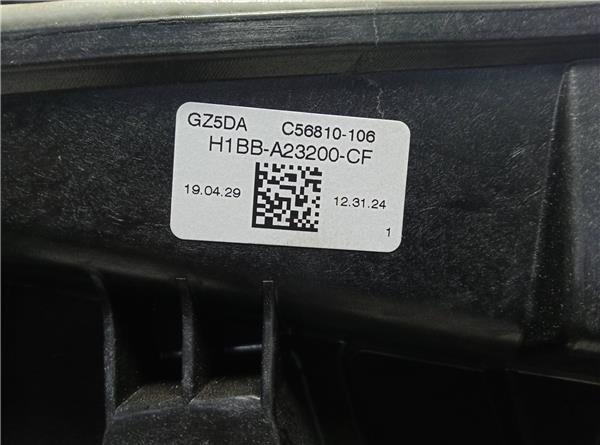 GZ5DA C56810-106
H1BB-A23200-CF
19.04.29 12.31.24
1